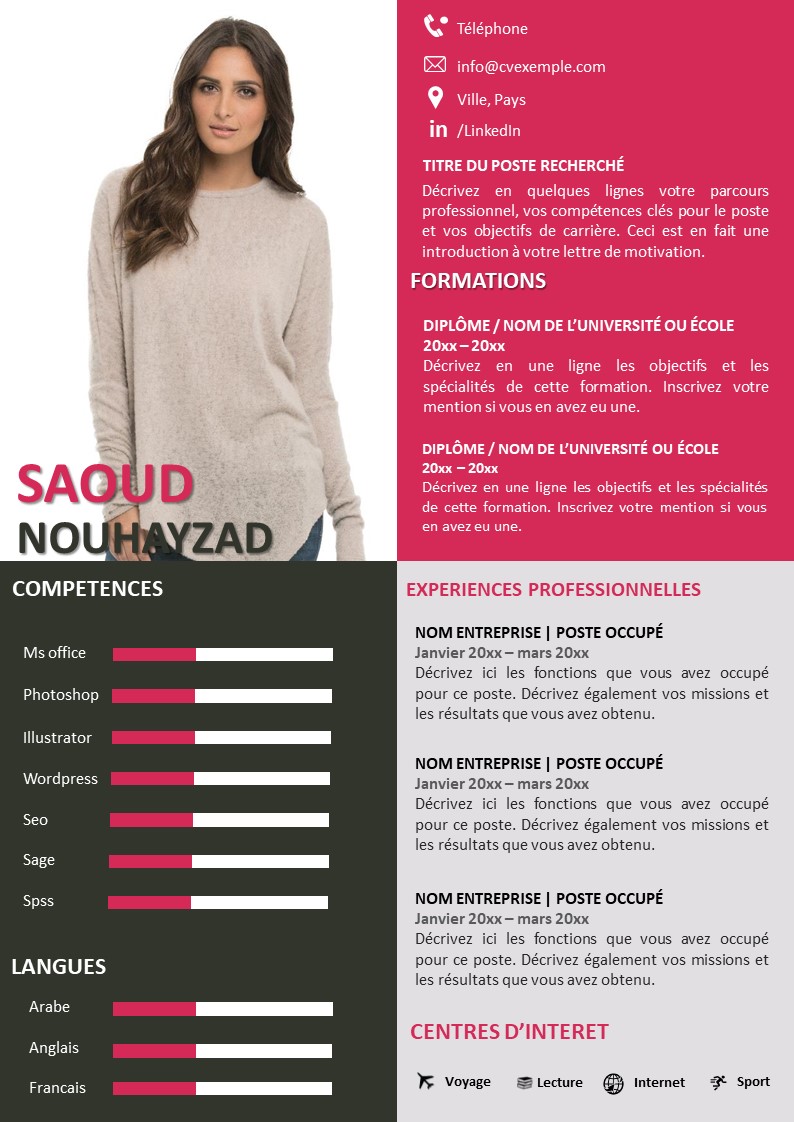 SAOUD
NOUHAYZAD
Téléphone
info@cvexemple.com
Ville, Pays
in /LinkedIn
TITRE DU POSTE RECHERCHÉ
Décrivez en quelques lignes votre parcours
professionnel, vos compétences clés pour le poste
et vos objectifs de carrière. Ceci est en fait une
introduction à votre lettre de motivation.
FORMATIONS
DIPLÔME / NOM DE L’UNIVERSITÉ OU ÉCOLE
20xx – 20xx
Décrivez en une ligne les objectifs et les
spécialités de cette formation. Inscrivez votre
mention si vous en avez eu une.
DIPLÔME / NOM DE L’UNIVERSITÉ OU ÉCOLE
20xx – 20xx
Décrivez en une ligne les objectifs et les spécialités
de cette formation. Inscrivez votre mention si vous
en avez eu une.
COMPETENCES
Ms office
Photoshop
Illustrator
Wordpress
Seo
Sage
Spss
LANGUES
Arabe
Anglais
Francais
EXPERIENCES PROFESSIONNELLES
NOM ENTREPRISE | POSTE OCCUPÉ
Janvier 20xx – mars 20xx
Décrivez ici les fonctions que vous avez occupé
pour ce poste. Décrivez également vos missions et
les résultats que vous avez obtenu.
NOM ENTREPRISE | POSTE OCCUPÉ
Janvier 20xx – mars 20xx
Décrivez ici les fonctions que vous avez occupé
pour ce poste. Décrivez également vos missions et
les résultats que vous avez obtenu.
NOM ENTREPRISE | POSTE OCCUPÉ
Janvier 20xx – mars 20xx
Décrivez ici les fonctions que vous avez occupé
pour ce poste. Décrivez également vos missions et
les résultats que vous avez obtenu.
CENTRES D’INTERET
Voyage Lecture Internet Sport